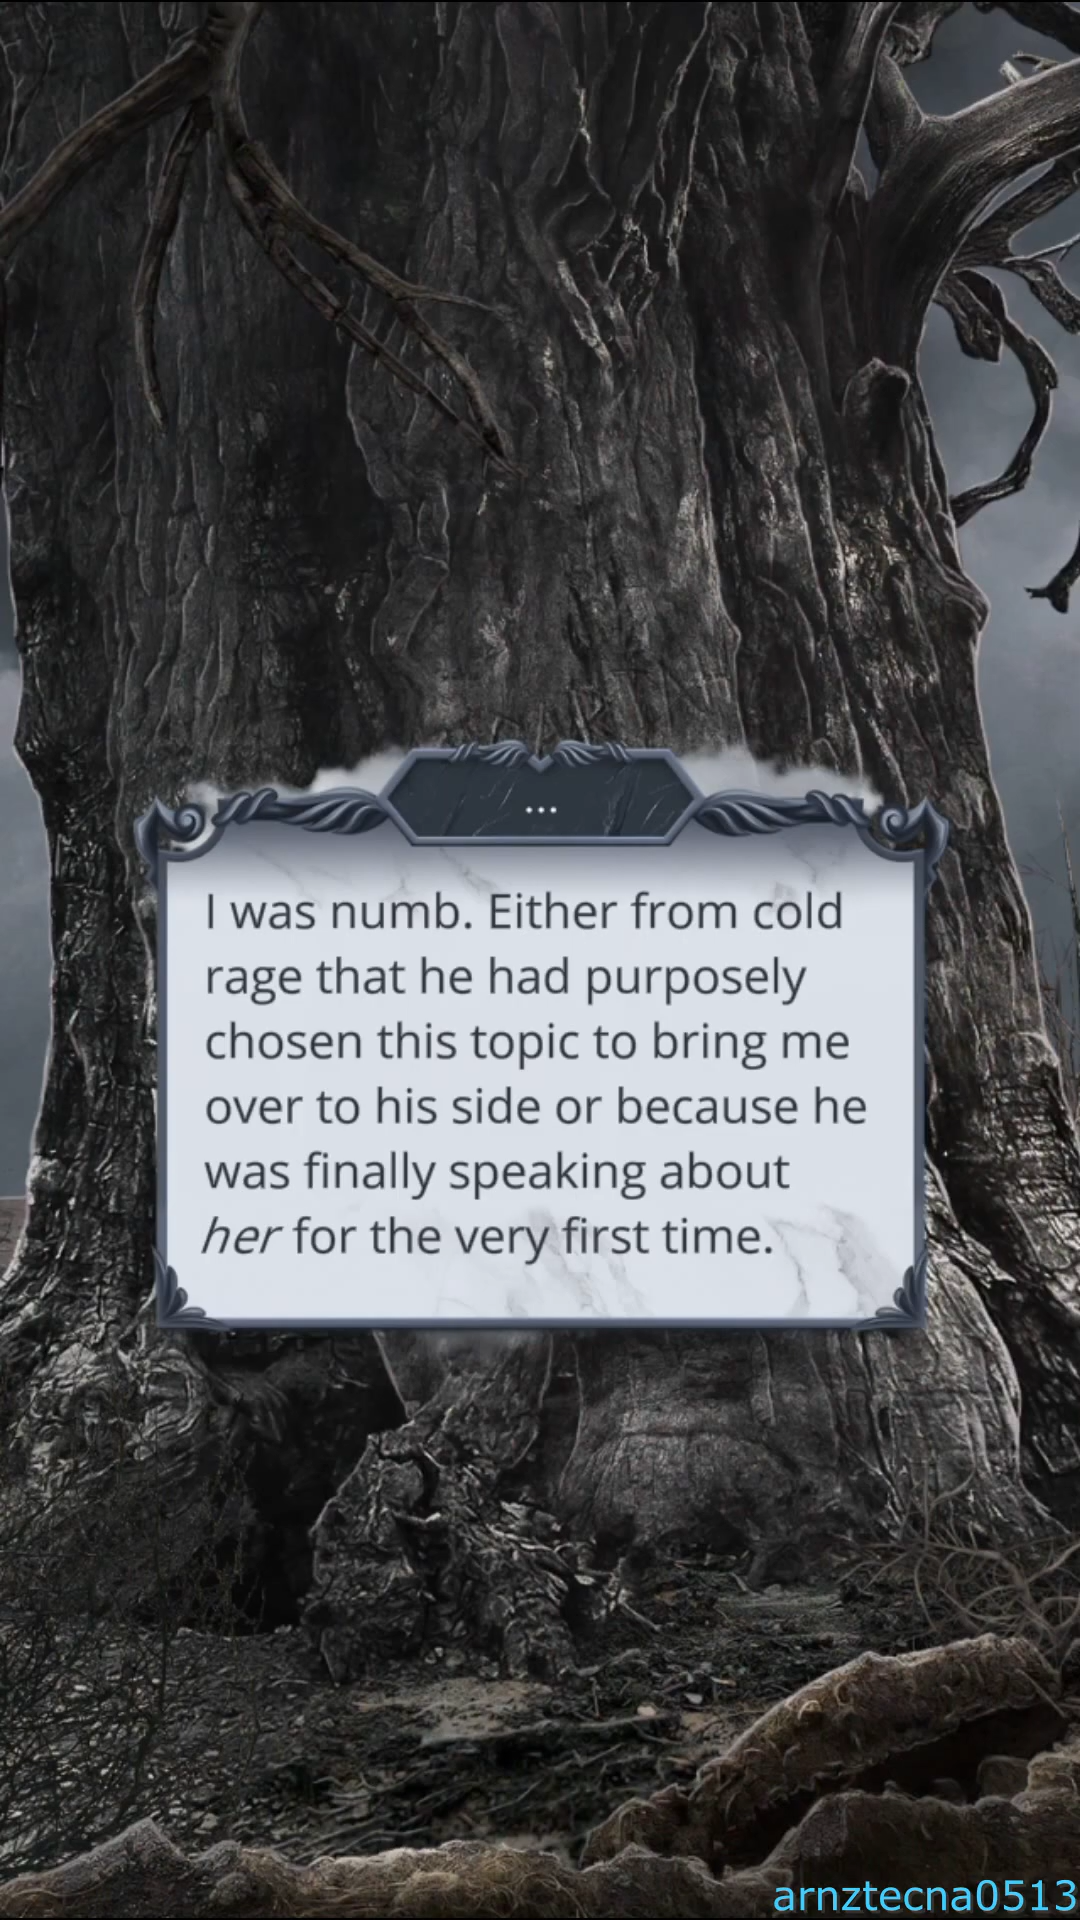 ...
I was numb. Either from cold
rage that he had purposely
chosen this topic to bring me
over to his side or because he
was finally speaking about
her for the very first time.
arnztecna0513